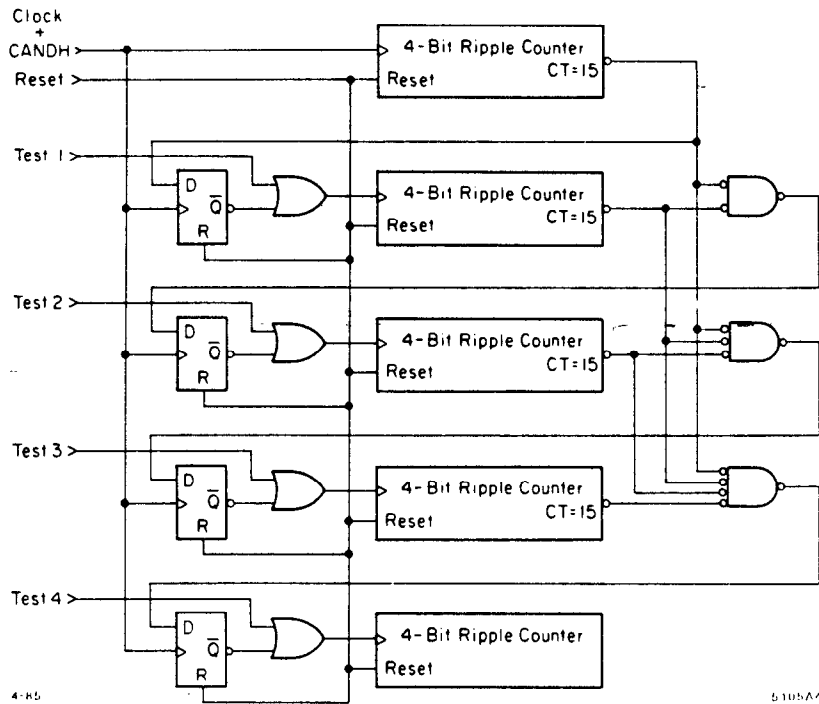 Clock
+
CANDH
Reset
4-Bit Ripple Counter
CT=15
Reset
Test 1
D
Q
R
4-Bit Ripple Counter
CT=15
Reset
Test 2
D
Q
R
4-Bit Ripple Counter
CT=15
Reset
Test 3
D
Q
R
4-Bit Ripple Counter
CT=15
Reset
Test 4
D
Q
R
4-Bit Ripple Counter
Reset
4-85